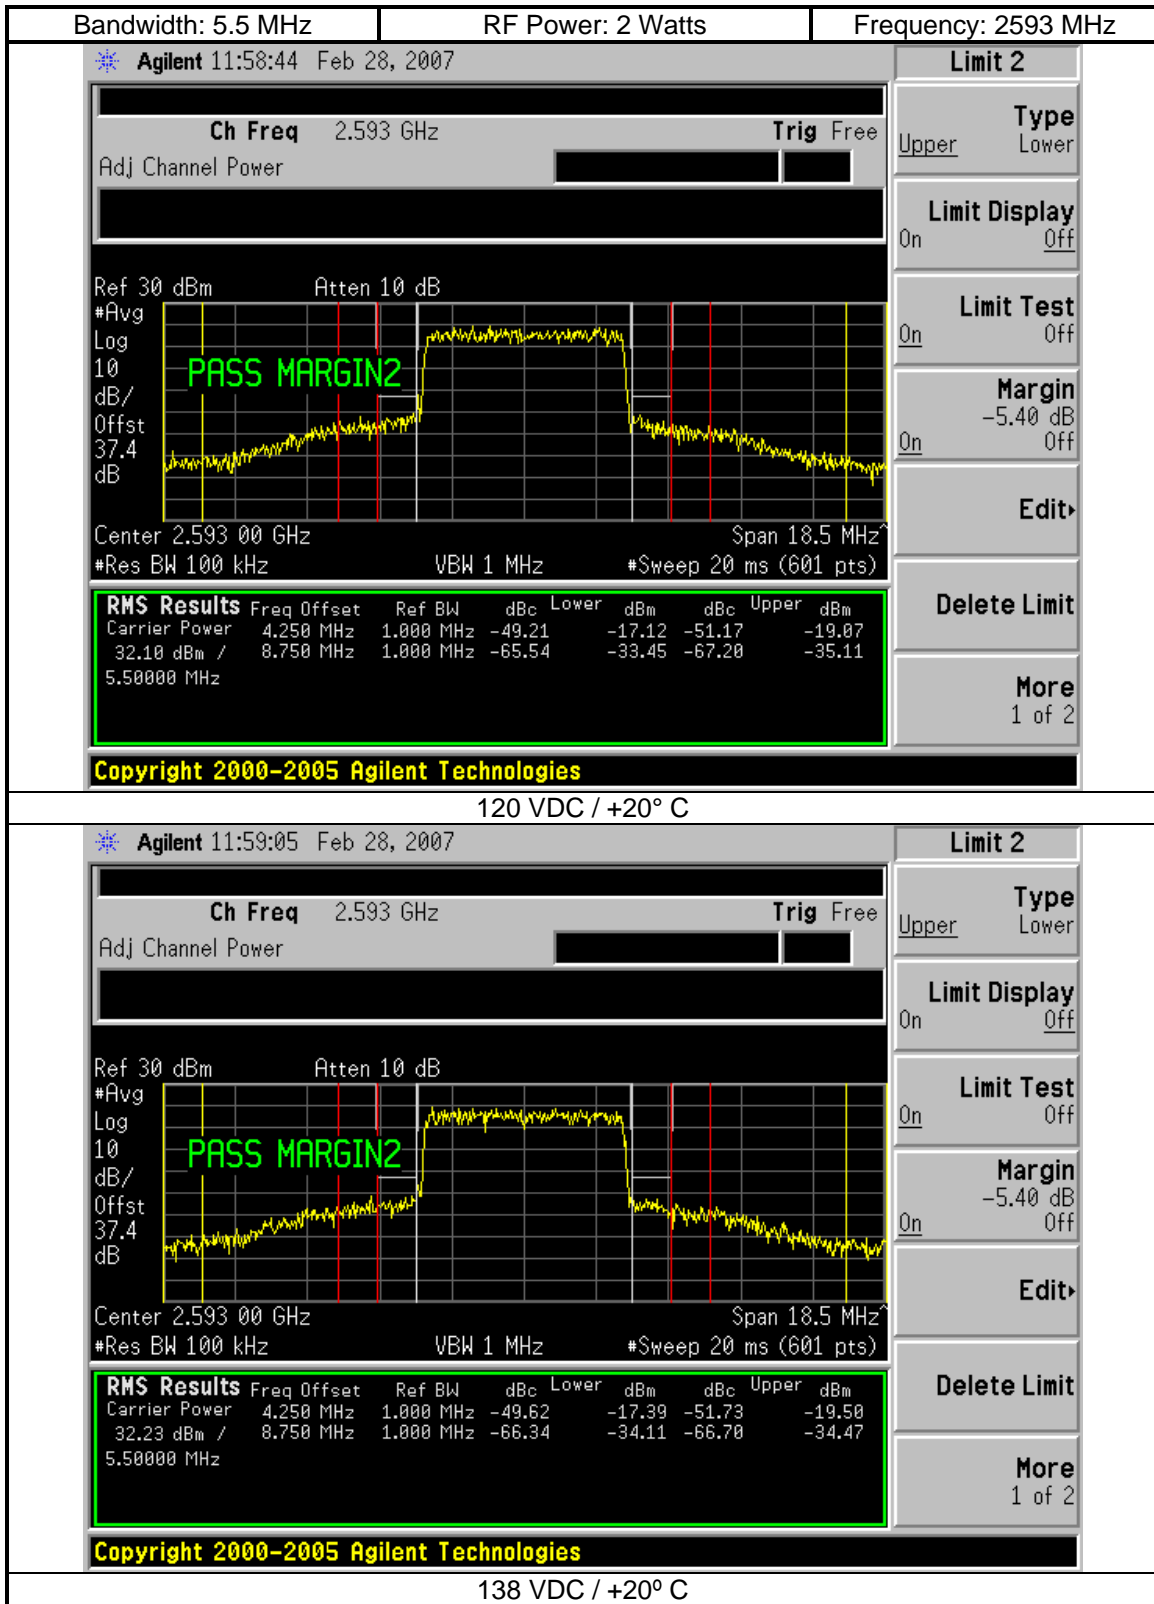 Bandwidth: 5.5 MHz RF Power: 2 Watts Frequency: 2593 MHz
Agilent 11:58:44 Feb 28, 2007 Limit 2
Ch Freq 2.593 GHz Trig Free
Adj Channel Power
Type
Upper Lower
Limit Display
On Off
Ref 30 dBm Atten 10 dB
#Avg
Log
10
dB/
Offst
37.4
dB
PASS MARGIN2
Limit Test
On Off
Margin
-5.40 dB
On Off
Edit
Center 2.593 00 GHz Span 18.5 MHz^
#Res BW 100 kHz VBW 1 MHz #Sweep 20 ms (601 pts)
RMS Results Freq Offset Ref BW dBc Lower dBm dBc Upper dBm
Carrier Power 4.250 MHz 1.000 MHz -49.21 -17.12 -51.17 -19.07
32.10 dBm / 8.750 MHz 1.000 MHz -65.54 -33.45 -67.20 -35.11
5.50000 MHz
Delete Limit
More
1 of 2
Copyright 2000-2005 Agilent Technologies
120 VDC / +20° C
Agilent 11:59:05 Feb 28, 2007 Limit 2
Ch Freq 2.593 GHz Trig Free
Adj Channel Power
Type
Upper Lower
Limit Display
On Off
Ref 30 dBm Atten 10 dB
#Avg
Log
10
dB/
Offst
37.4
dB
PASS MARGIN2
Limit Test
On Off
Margin
-5.40 dB
On Off
Edit
Center 2.593 00 GHz Span 18.5 MHz^
#Res BW 100 kHz VBW 1 MHz #Sweep 20 ms (601 pts)
RMS Results Freq Offset Ref BW dBc Lower dBm dBc Upper dBm
Carrier Power 4.250 MHz 1.000 MHz -49.62 -17.39 -51.73 -19.50
32.23 dBm / 8.750 MHz 1.000 MHz -66.34 -34.11 -66.70 -34.47
5.50000 MHz
Delete Limit
More
1 of 2
Copyright 2000-2005 Agilent Technologies
138 VDC / +20º C